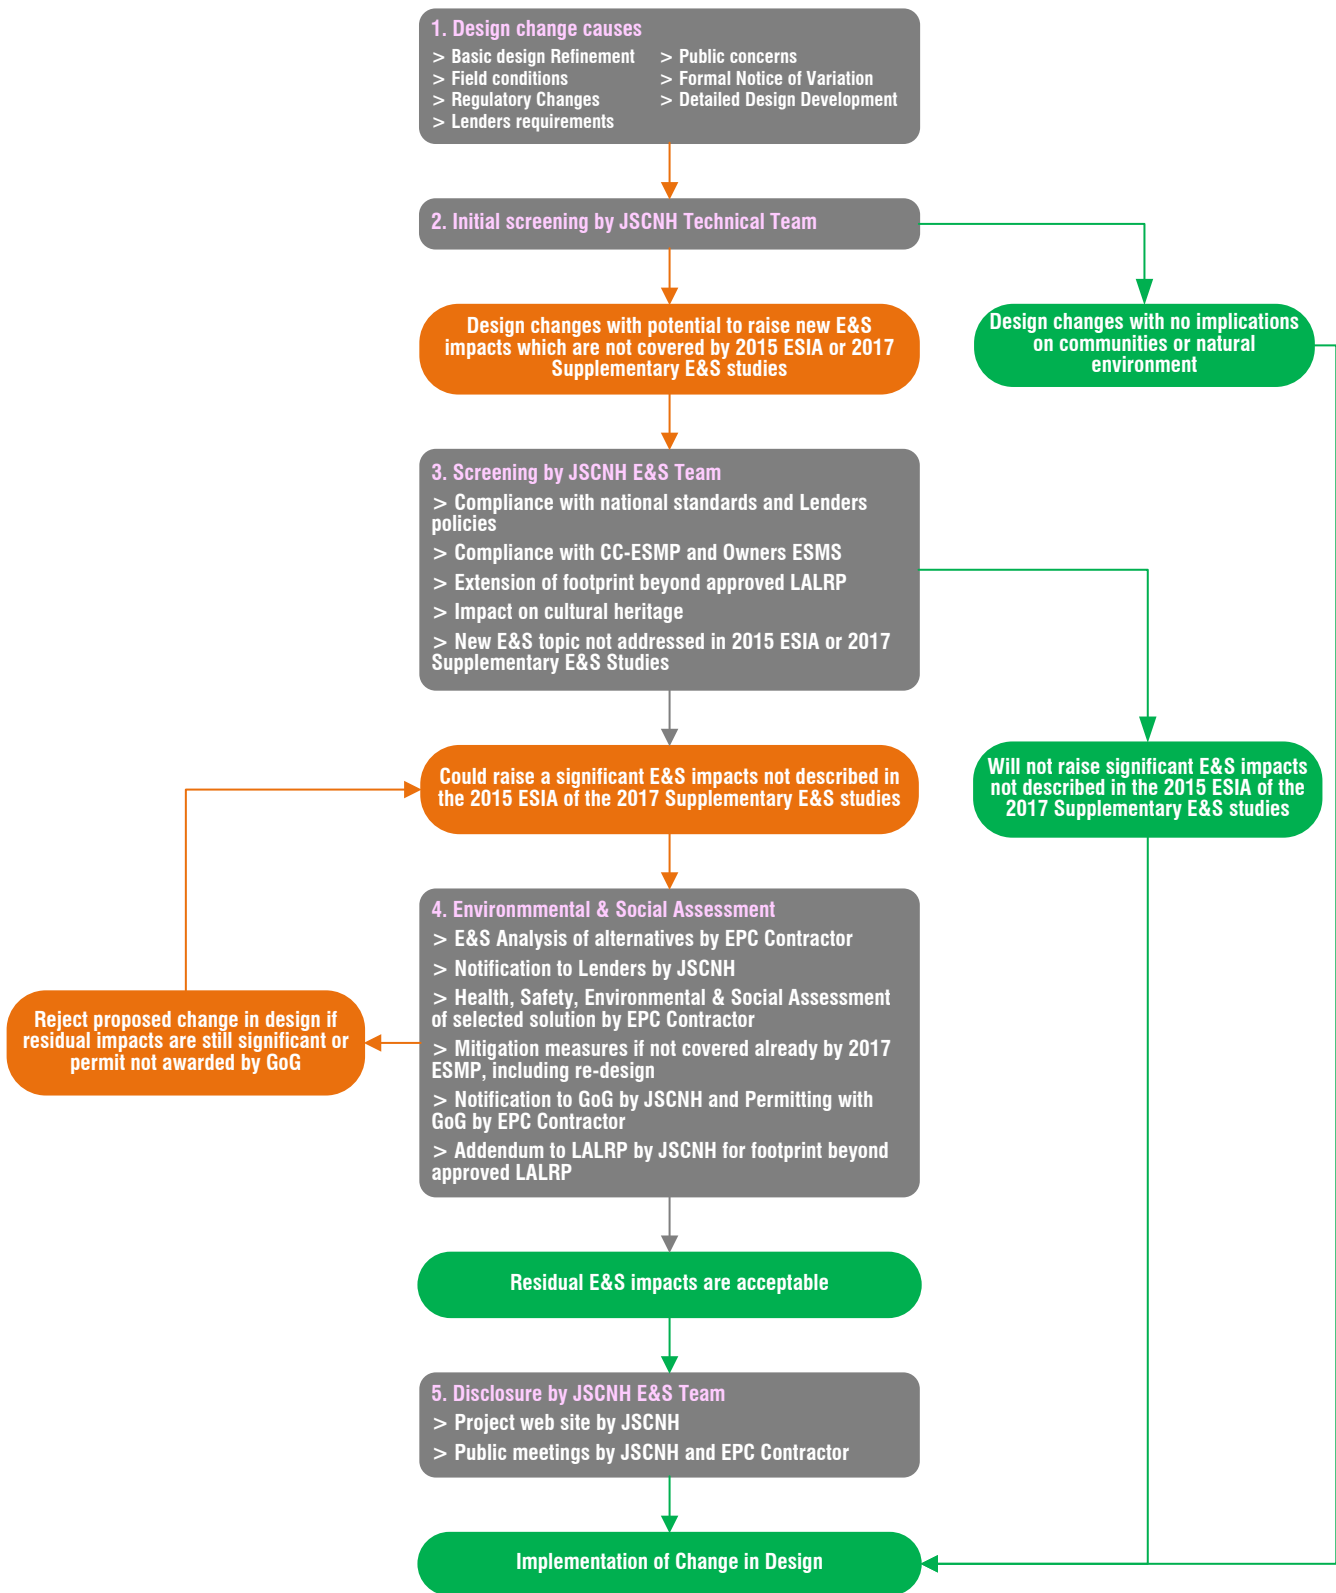 1. Design change causes
> Basic design Refinement
> Field conditions
> Regulatory Changes
> Lenders requirements
> Public concerns
> Formal Notice of Variation
> Detailed Design Development
2. Initial screening by JSCNH Technical Team
Design changes with potential to raise new E&S
impacts which are not covered by 2015 ESIA or 2017
Supplementary E&S studies
Design changes with no implications
on communities or natural
environment
3. Screening by JSCNH E&S Team
> Compliance with national standards and Lenders
policies
> Compliance with CC-ESMP and Owners ESMS
> Extension of footprint beyond approved LALRP
> Impact on cultural heritage
> New E&S topic not addressed in 2015 ESIA or 2017
Supplementary E&S Studies
Could raise a significant E&S impacts not described in
the 2015 ESIA of the 2017 Supplementary E&S studies
Will not raise significant E&S impacts
not described in the 2015 ESIA of the
2017 Supplementary E&S studies
4. Environmmental & Social Assessment
> E&S Analysis of alternatives by EPC Contractor
> Notification to Lenders by JSCNH
> Health, Safety, Environmental & Social Assessment
of selected solution by EPC Contractor
> Mitigation measures if not covered already by 2017
ESMP, including re-design
> Notification to GoG by JSCNH and Permitting with
GoG by EPC Contractor
> Addendum to LALRP by JSCNH for footprint beyond
approved LALRP
Reject proposed change in design if
residual impacts are still significant or
permit not awarded by GoG
Residual E&S impacts are acceptable
5. Disclosure by JSCNH E&S Team
> Project web site by JSCNH
> Public meetings by JSCNH and EPC Contractor
Implementation of Change in Design